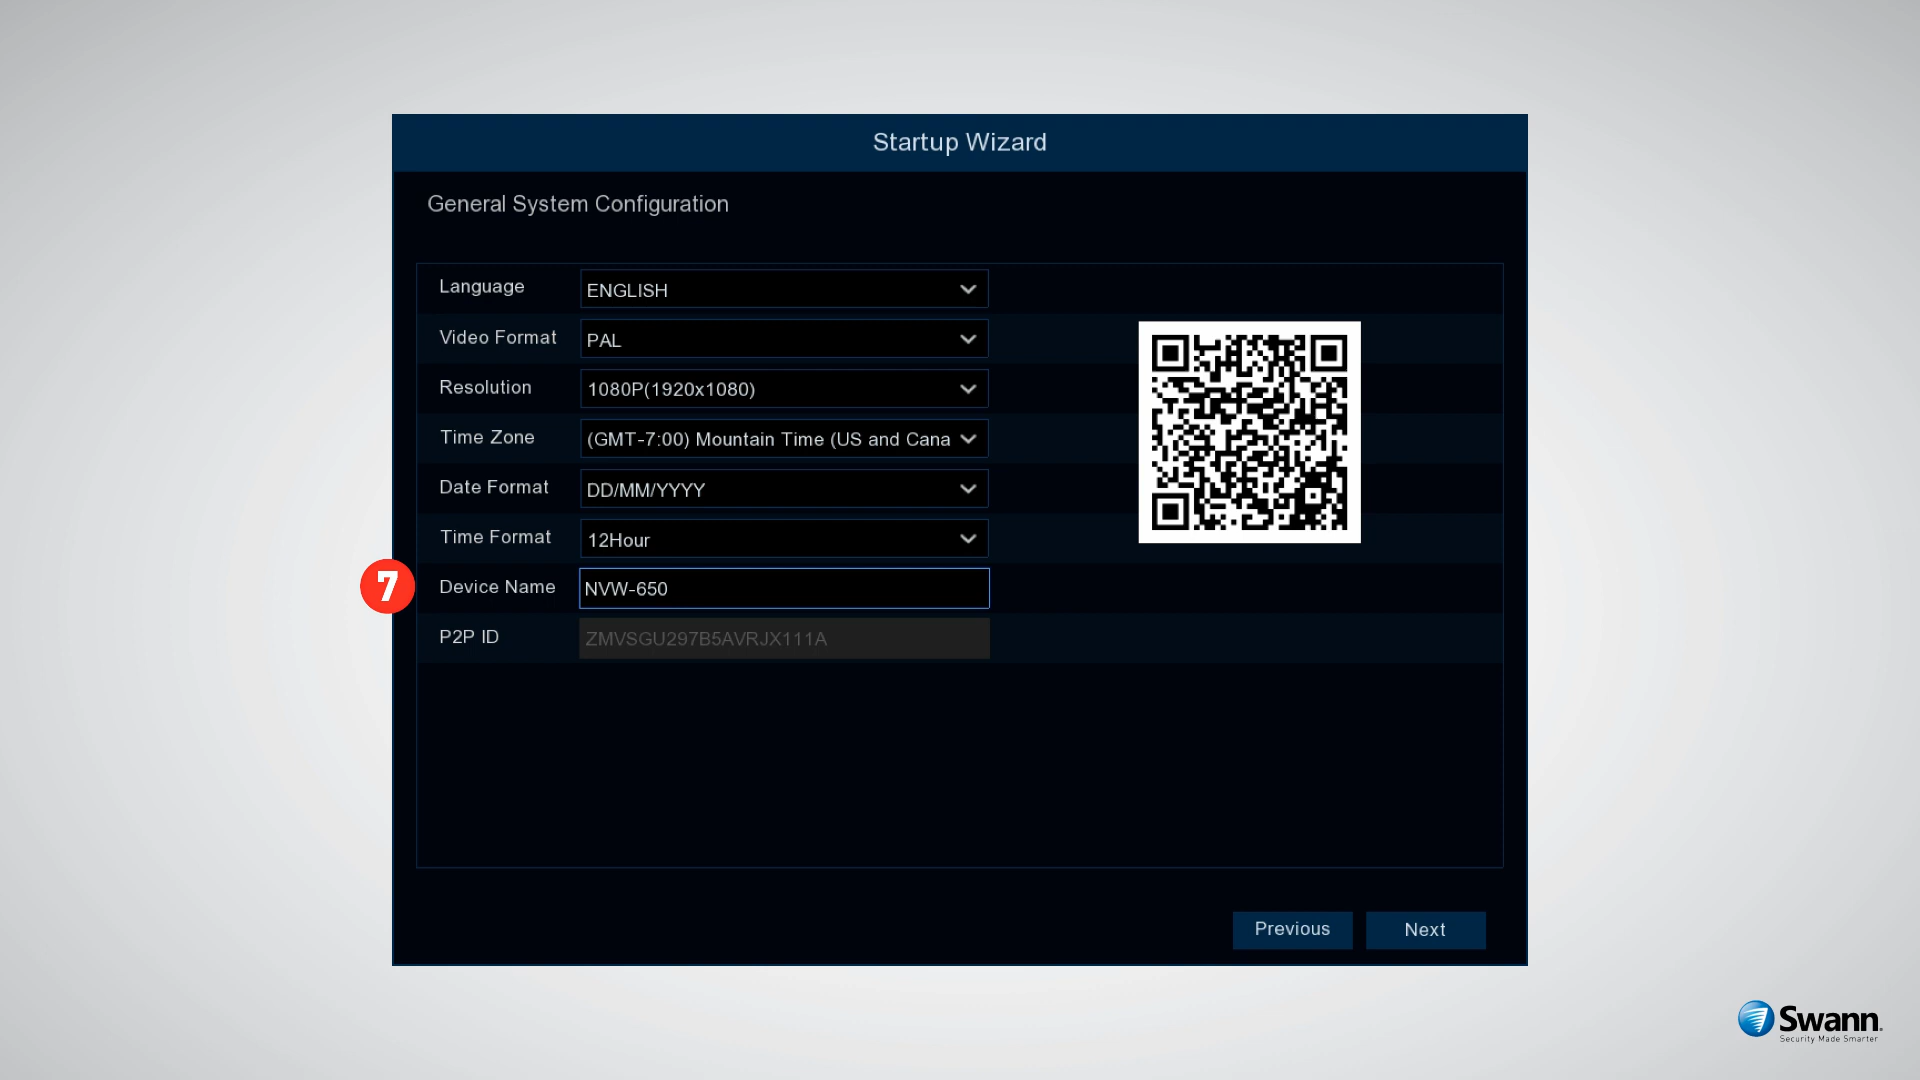 Startup Wizard
General System Configuration
Language ENGLISH
Video Format PAL
Resolution 1080P(1920x1080)
Time Zone (GMT-7:00) Mountain Time (US and Cana
Date Format DD/MM/YYYY
Time Format 12Hour
7 Device Name NVW-650
P2P ID ZMVSGU297B5AVRJX111A
Previous Next
Swann
Security Made Smarter